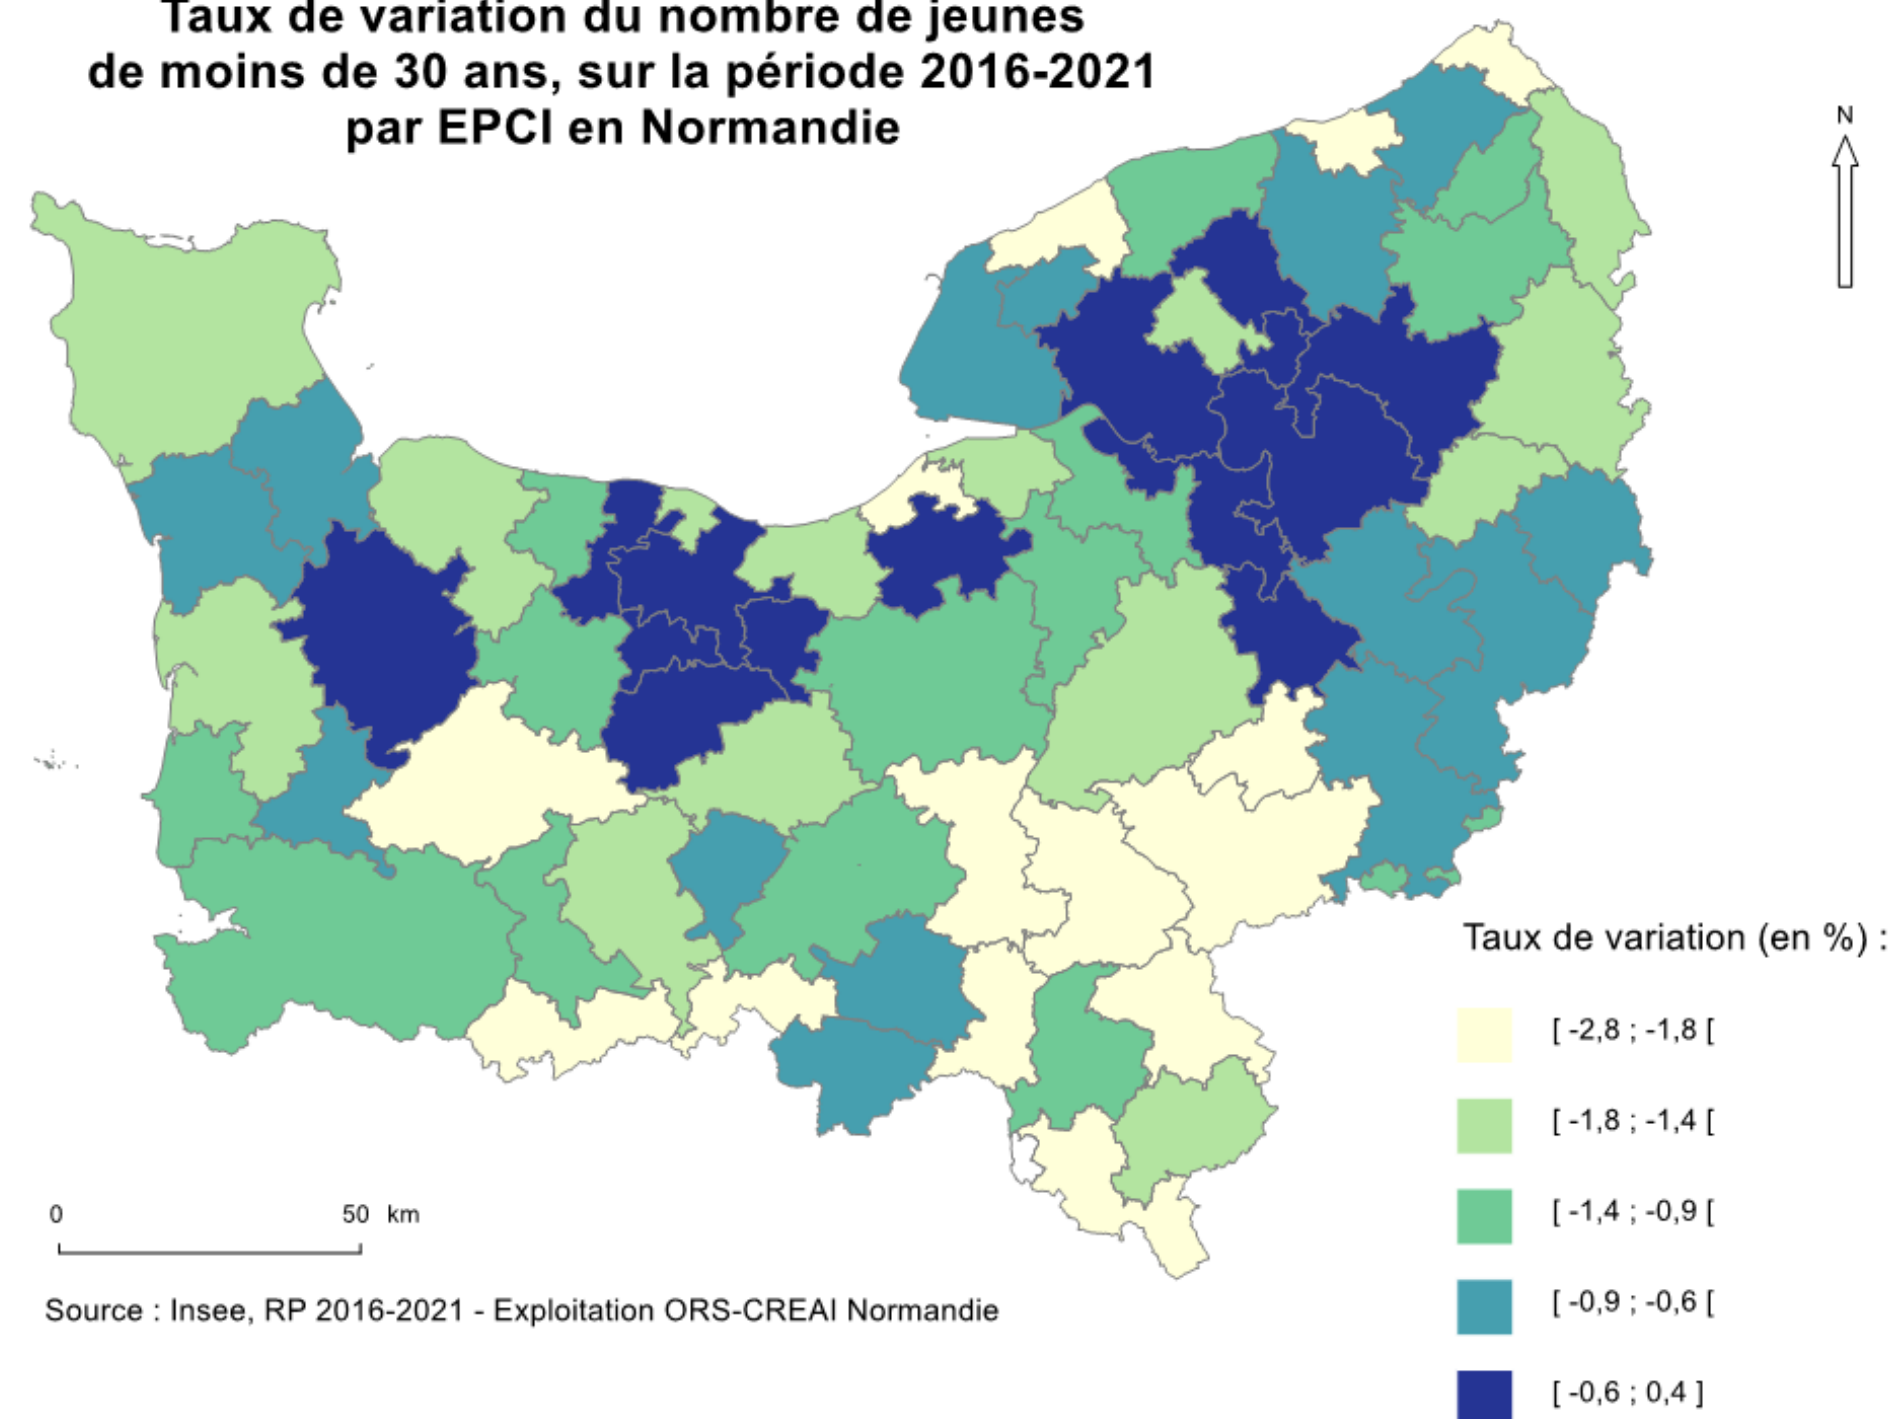 Taux de variation du nombre de jeunes
de moins de 30 ans, sur la période 2016-2021
par EPCI en Normandie
N
Taux de variation (en %) :
[ -2,8 ; -1,8 [
[ -1,8 ; -1,4 [
[ -1,4 ; -0,9 [
[ -0,9 ; -0,6 [
[ -0,6 ; 0,4 ]
0 50 km
Source : Insee, RP 2016-2021 - Exploitation ORS-CREAI Normandie